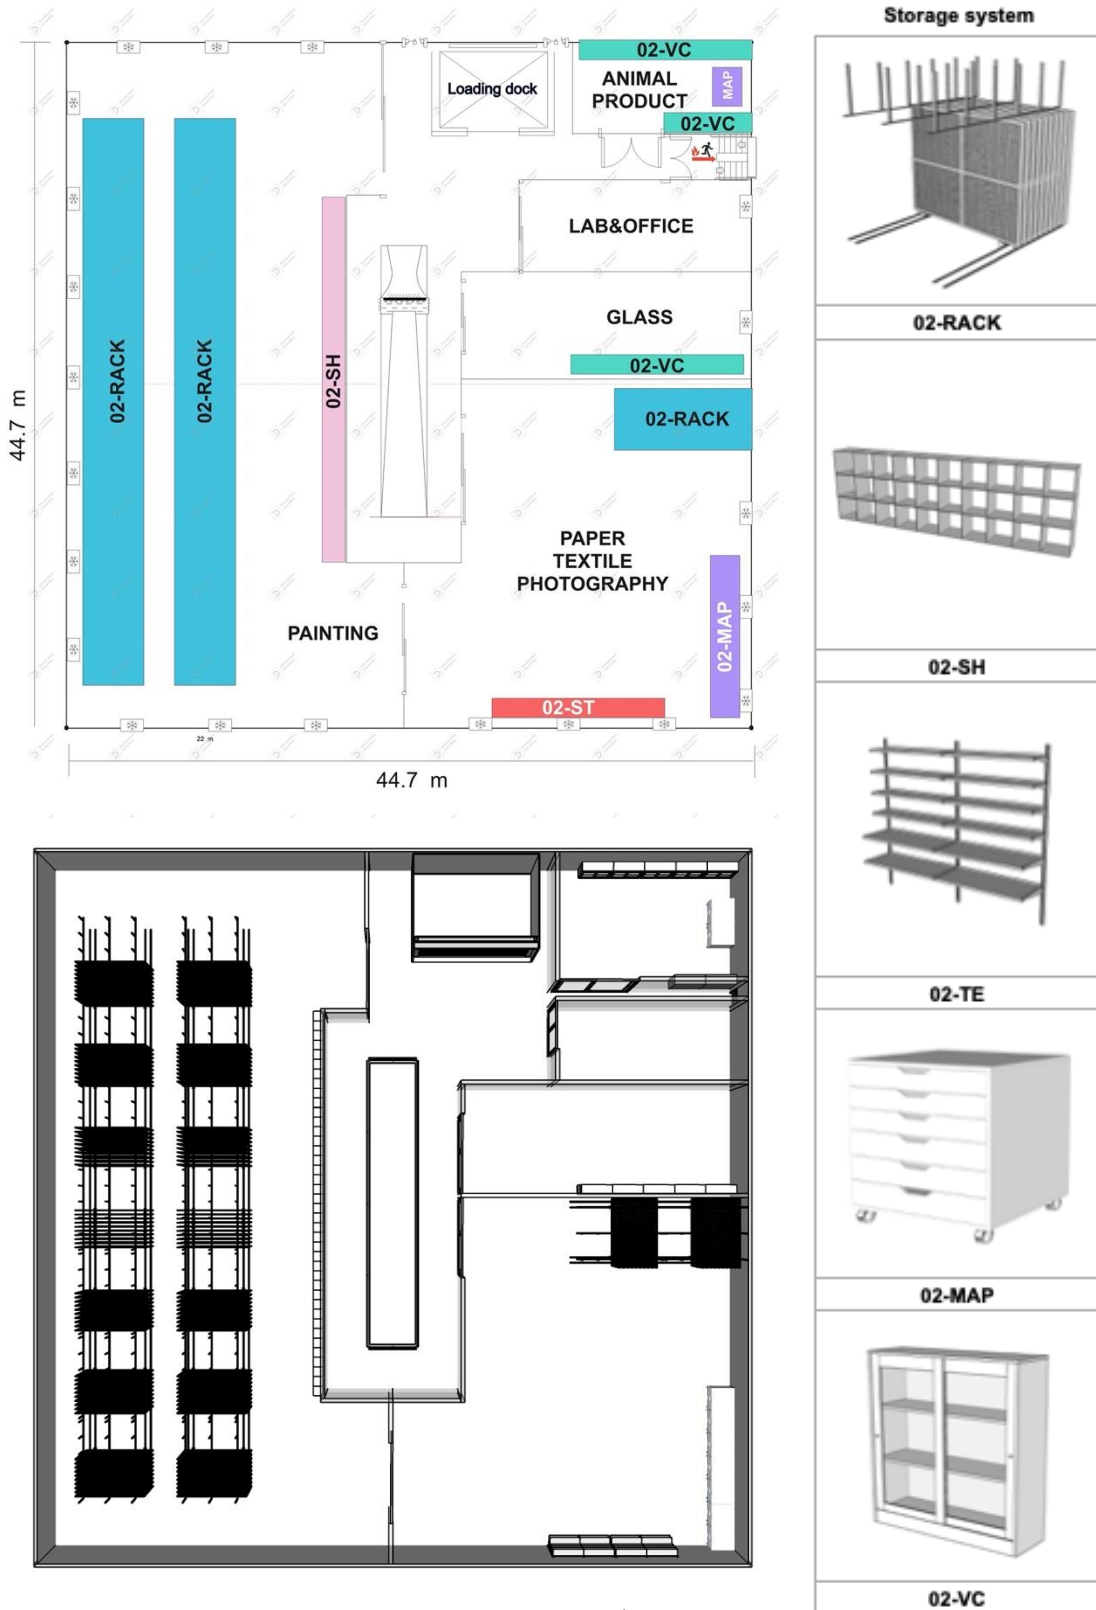 Storage system
02-VC
ANIMAL
PRODUCT
MAP
Loading dock
02-VC
LAB&OFFICE
GLASS
02-VC
02-RACK
02-RACK
02-SH
02-RACK
PAPER
TEXTILE
PHOTOGRAPHY
02-MAP
PAINTING
02-ST
44.7 m
22 m
44.7 m
02-RACK
02-SH
02-TE
02-MAP
02-VC